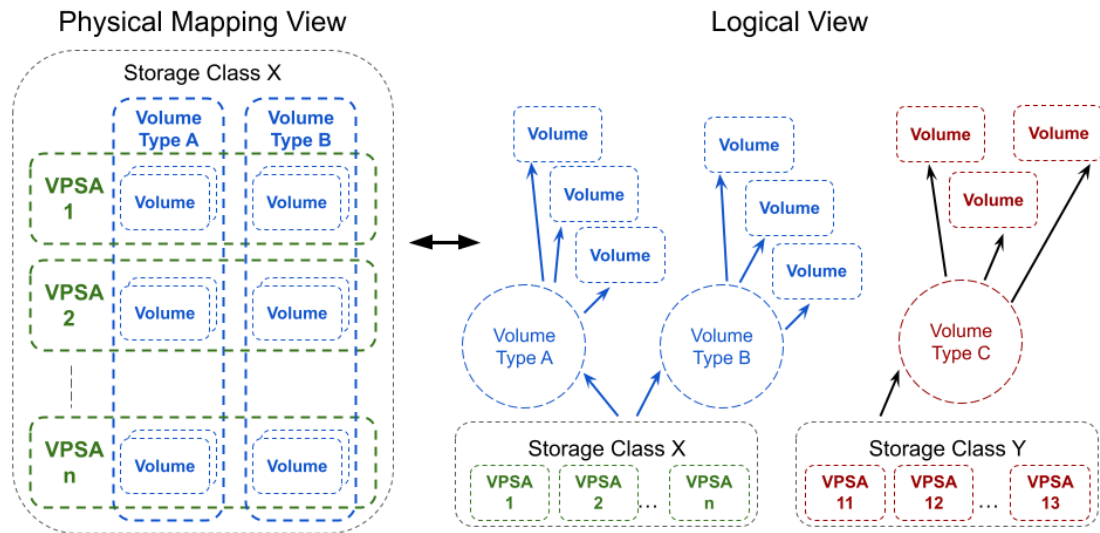 Physical Mapping View
Storage Class X
Volume
Type A
Volume
Type B
VPSA
1
Volume
Volume
VPSA
2
Volume
Volume
VPSA
n
Volume
Volume
Logical View
Volume
Volume
Volume
Volume
Volume
Volume
Volume
Volume
Volume
Volume
Type A
Volume
Type B
Volume
Type C
Storage Class X
VPSA
1
VPSA
2
...
VPSA
n
Storage Class Y
VPSA
11
VPSA
12
...
VPSA
13